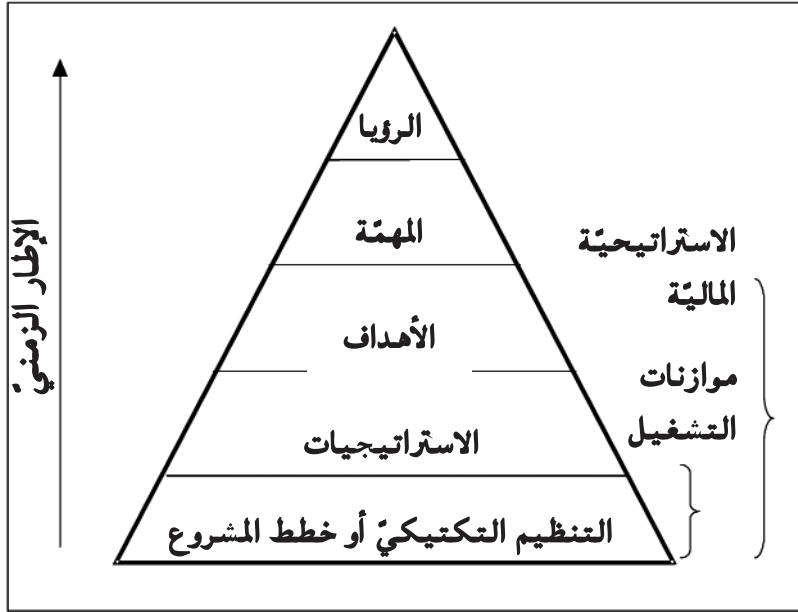 الرؤيا
المهمّة
الأهداف
الاستراتيجيات
التنظيم التكتيكيّ أو خطط المشروع
الاستراتيحيّة
الماليّة
موازنات
التشغيل
الإطار الزمنيّ